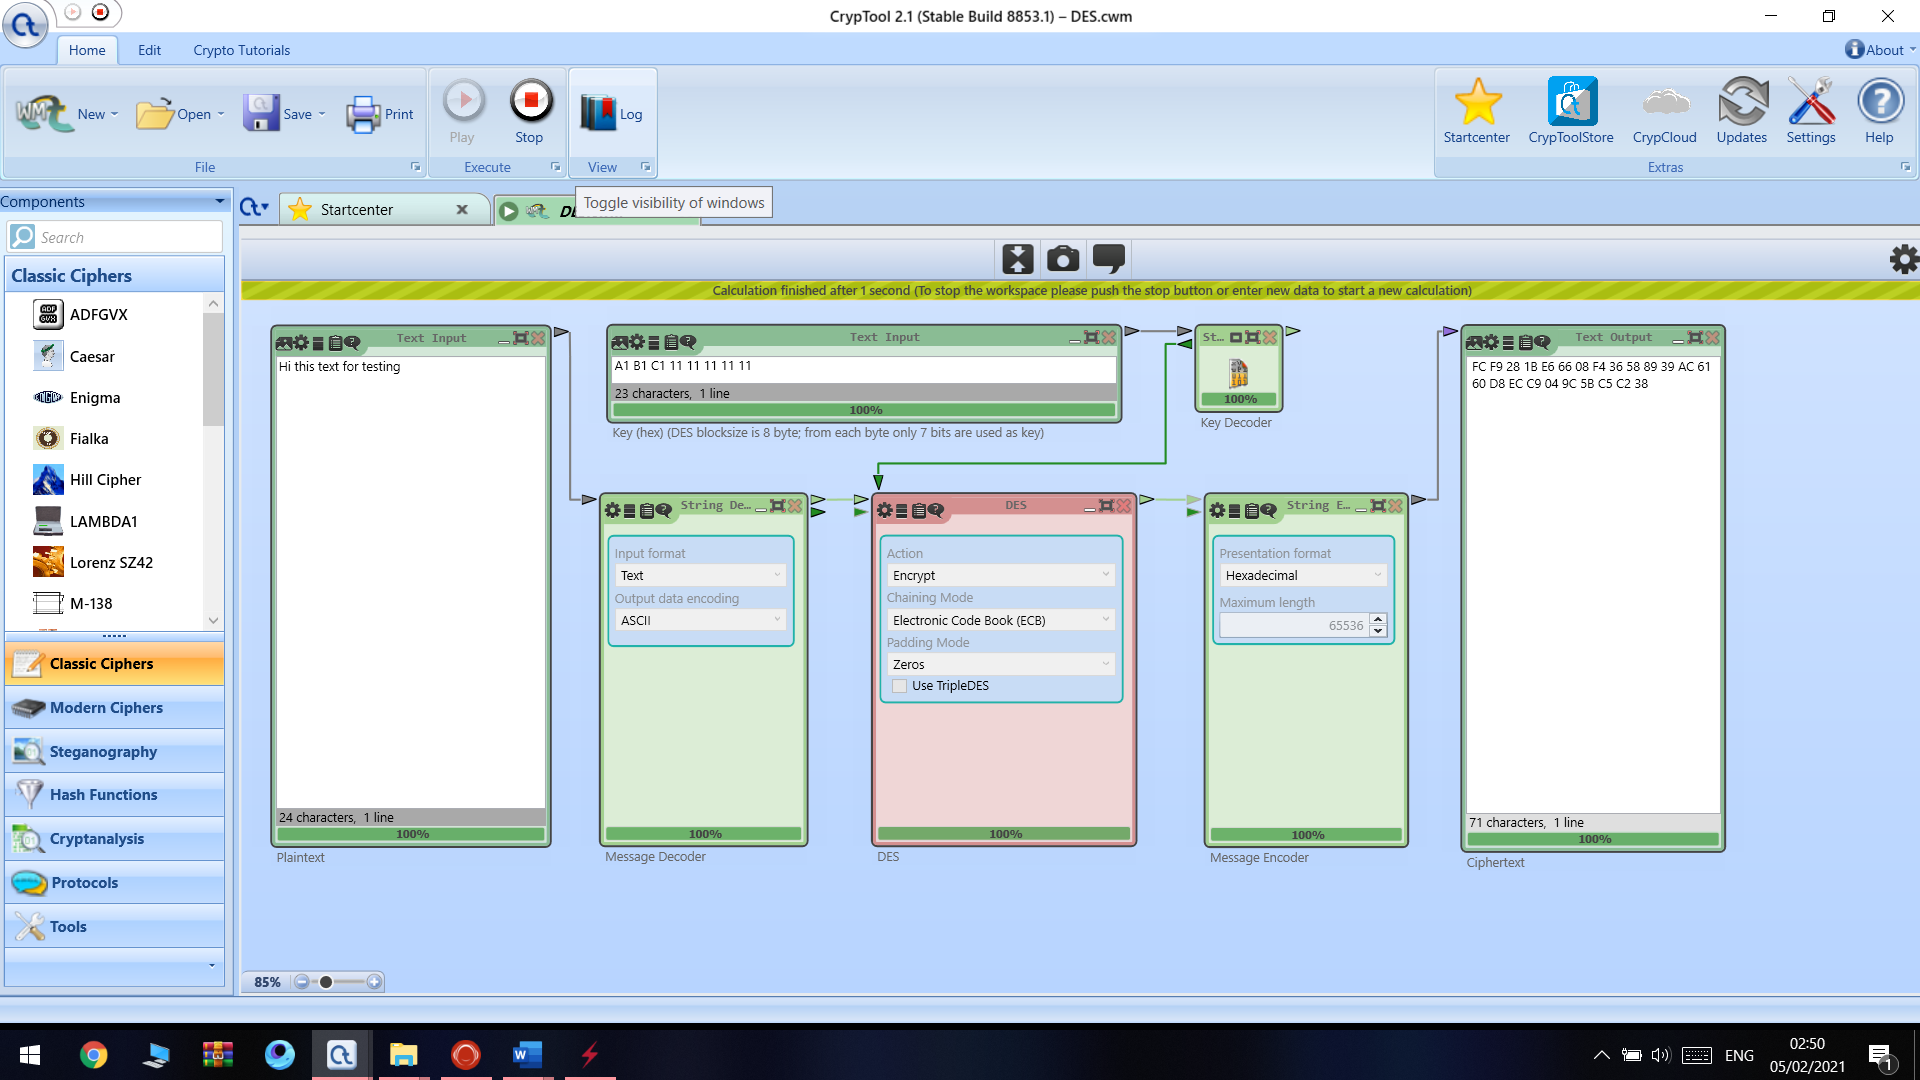 CrypTool 2.1 (Stable Build 8853.1) – DES.cwm
Home
Edit
Crypto Tutorials
About
New
Open
Save
Print
Play
Stop
Log
Startcenter
CrypToolStore
CrypCloud
Updates
Settings
Help
File
Execute
View
Extras
Components
Startcenter
Toggle visibility of windows
Search
Classic Ciphers
ADFGVX
Caesar
Enigma
Fialka
Hill Cipher
LAMBDA1
Lorenz SZ42
M-138
Classic Ciphers
Modern Ciphers
Steganography
Hash Functions
Cryptanalysis
Protocols
Tools
Calculation finished after 1 second (To stop the workspace please push the stop button or enter new data to start a new calculation)
Text Input
Hi this text for testing
24 characters, 1 line
100%
Plaintext
Text Input
A1 B1 C1 11 11 11 11 11
23 characters, 1 line
100%
Key (hex) (DES blocksize is 8 byte; from each byte only 7 bits are used as key)
St...
100%
Key Decoder
String De...
Input format
Text
Output data encoding
ASCII
100%
Message Decoder
DES
Action
Encrypt
Chaining Mode
Electronic Code Book (ECB)
Padding Mode
Zeros
Use TripleDES
100%
DES
String E...
Presentation format
Hexadecimal
Maximum length
65536
100%
Message Encoder
Text Output
FC F9 28 1B E6 66 08 F4 36 58 89 39 AC 61
60 D8 EC C9 04 9C 5B C5 C2 38
71 characters, 1 line
100%
Ciphertext
85%
ENG
02:50
05/02/2021
1